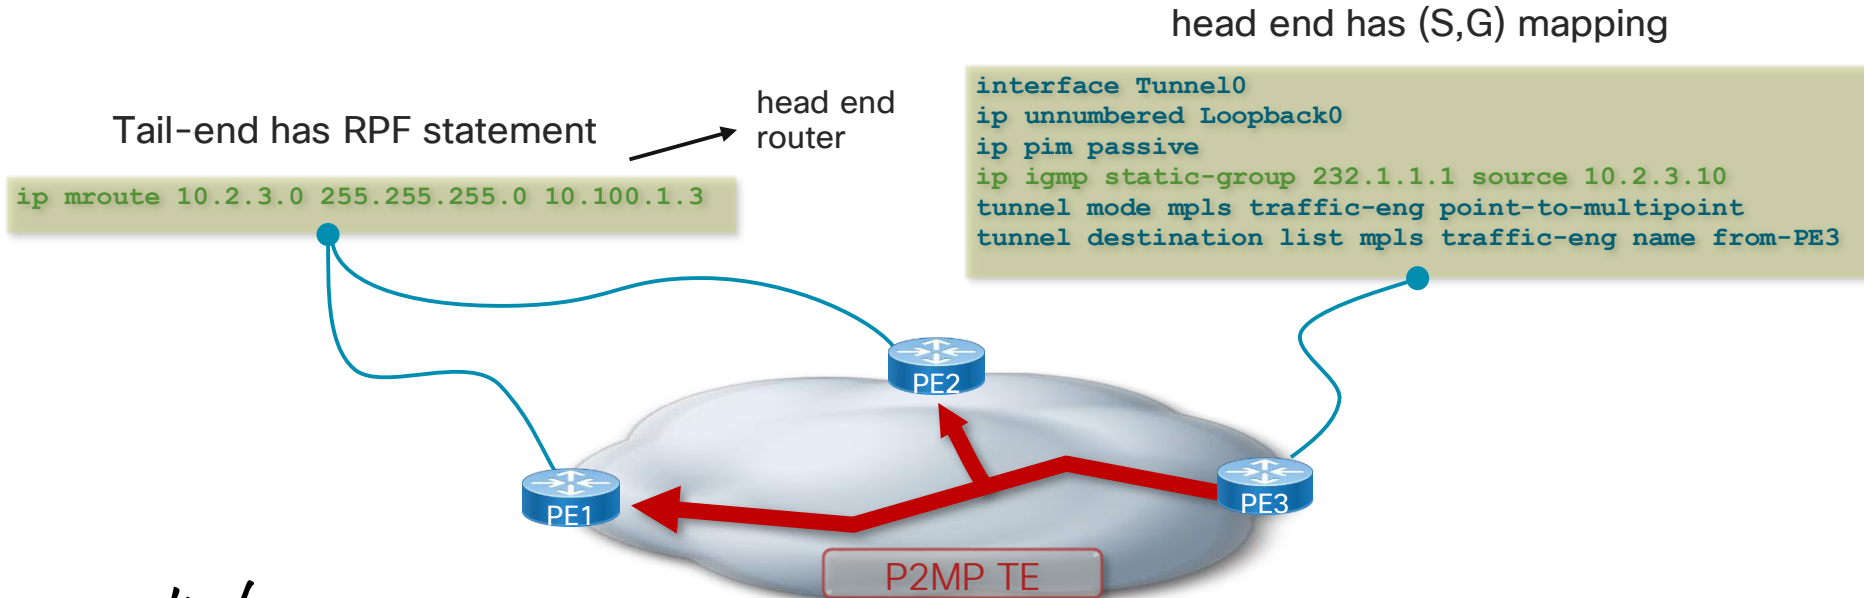 head end has (S,G) mapping
Tail-end has RPF statement
head end
router
ip mroute 10.2.3.0 255.255.255.0 10.100.1.3
interface Tunnel0
ip unnumbered Loopback0
ip pim passive
ip igmp static-group 232.1.1.1 source 10.2.3.10
tunnel mode mpls traffic-eng point-to-multipoint
tunnel destination list mpls traffic-eng name from-PE3
PE2
PE1
PE3
P2MP TE